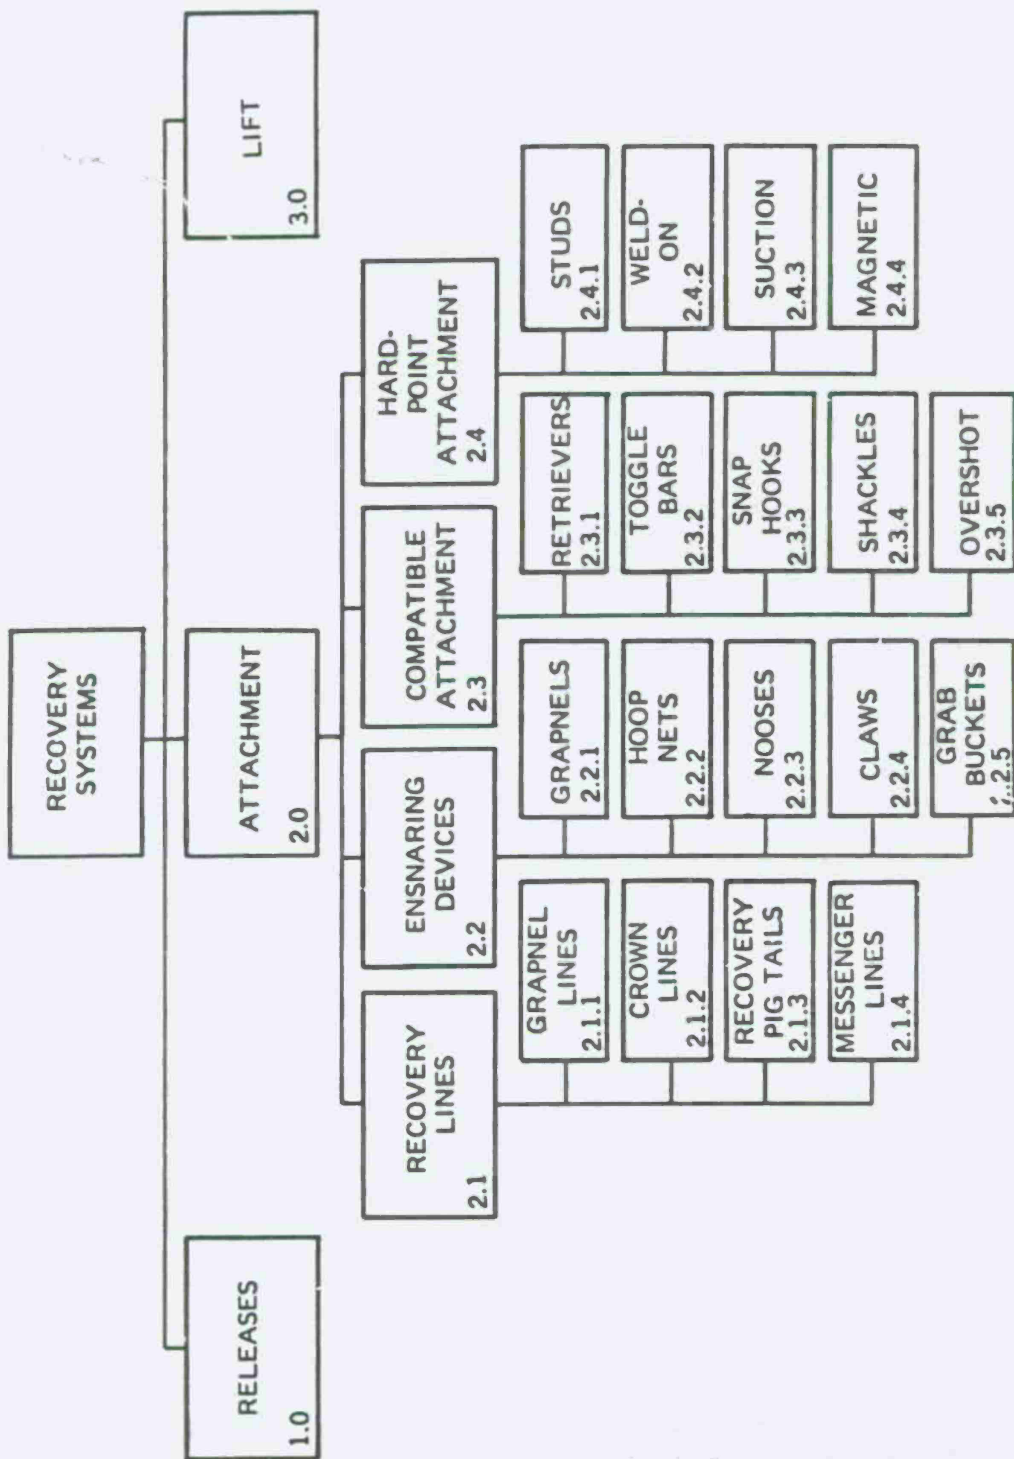 RECOVERY
SYSTEMS
RELEASES
1.0
ATTACHMENT
2.0
LIFT
3.0
RECOVERY
LINES
2.1
ENSNARING
DEVICES
2.2
COMPATIBLE
ATTACHMENT
2.3
HARD-
POINT
ATTACHMENT
2.4
GRAPNEL
LINES
2.1.1
CROWN
LINES
2.1.2
RECOVERY
PIG TAILS
2.1.3
MESSENGER
LINES
2.1.4
GRAPNELS
2.2.1
HOOP
NETS
2.2.2
NOOSES
2.2.3
CLAWS
2.2.4
GRAB
BUCKETS
2.2.5
RETRIEVERS
2.3.1
TOGGLE
BARS
2.3.2
SNAP
HOOKS
2.3.3
SHACKLES
2.3.4
OVERSHOT
2.3.5
STUDS
2.4.1
WELD-
ON
2.4.2
SUCTION
2.4.3
MAGNETIC
2.4.4